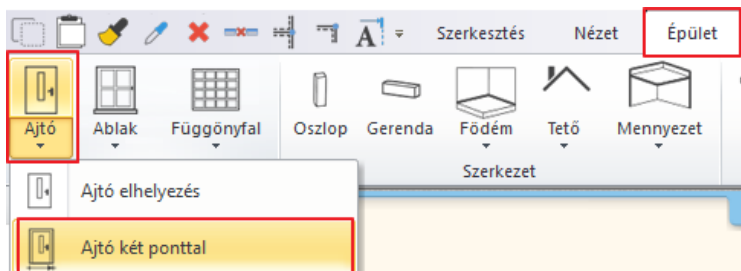 Szerkesztés Nézet Épület
Ajtó Ablak Függönyfal Oszlop Gerenda Födém Tető Mennyezet
Szerkezet
Ajtó elhelyezés
Ajtó két ponttal